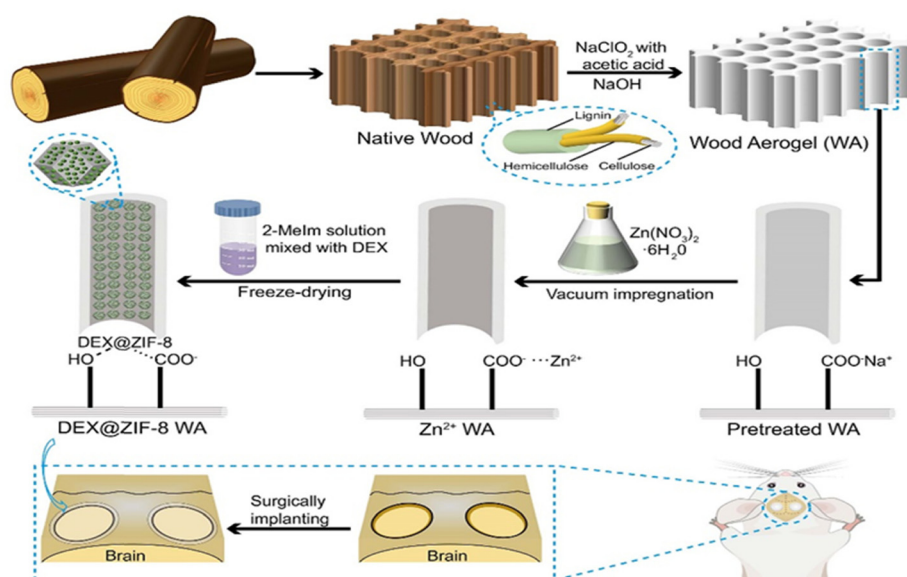 NaClO₂ with
acetic acid
NaOH
Native Wood
Lignin
Hemicellulose Cellulose
Wood Aerogel (WA)
2-MeIm solution
mixed with DEX
Freeze-drying
Zn(NO₃)₂
·6H₂0
Vacuum impregnation
DEX@ZIF-8
HO COO⁻
DEX@ZIF-8 WA
HO COO⁻ ···Zn²⁺
Zn²⁺ WA
HO COO⁻Na⁺
Pretreated WA
Surgically
implanting
Brain
Brain